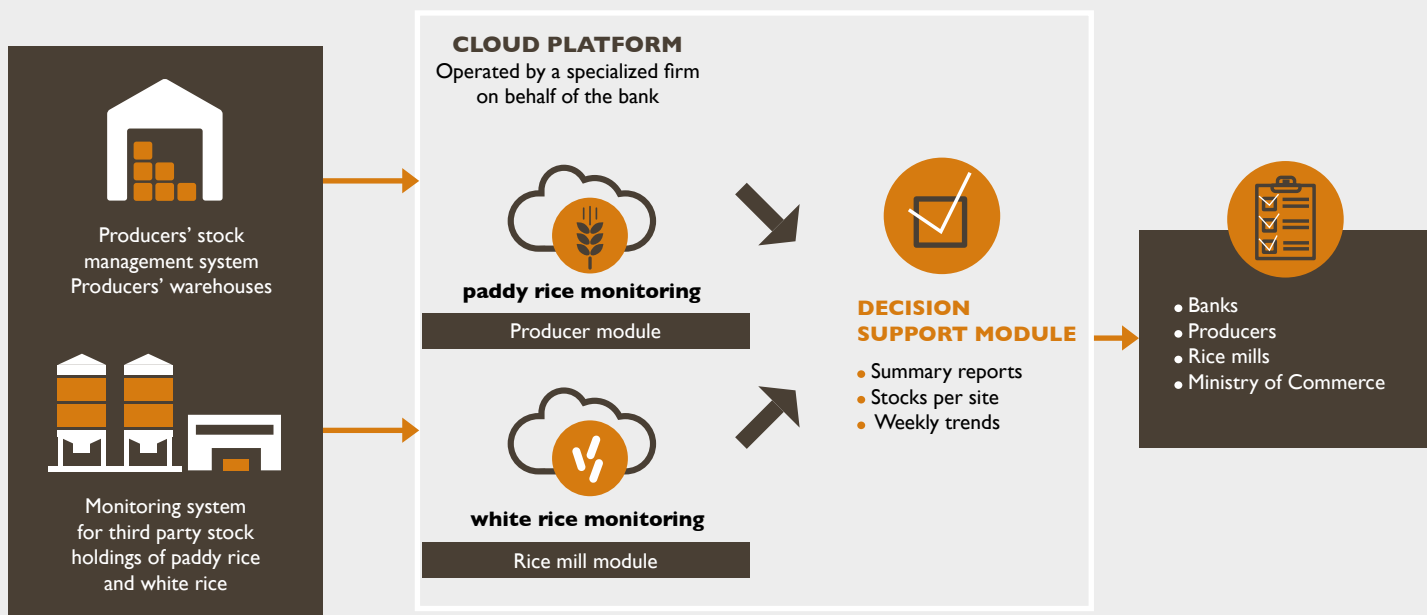 Producers’ stock
management system
Producers’ warehouses
Monitoring system
for third party stock
holdings of paddy rice
and white rice
CLOUD PLATFORM
Operated by a specialized firm
on behalf of the bank
paddy rice monitoring
Producer module
white rice monitoring
Rice mill module
DECISION
SUPPORT MODULE
• Summary reports
• Stocks per site
• Weekly trends
• Banks
• Producers
• Rice mills
• Ministry of Commerce